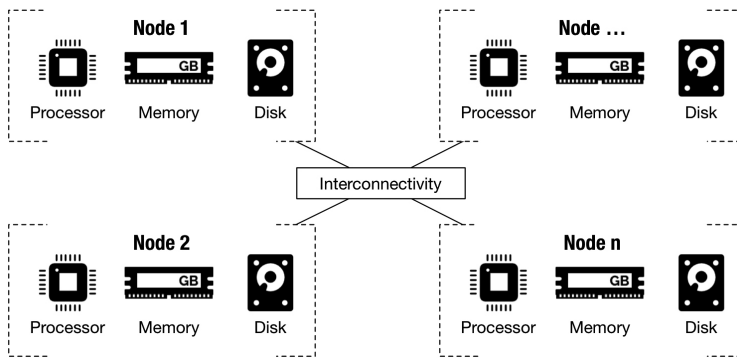 Node 1
GB
Processor Memory Disk
Node ...
GB
Processor Memory Disk
Interconnectivity
Node 2
GB
Processor Memory Disk
Node n
GB
Processor Memory Disk